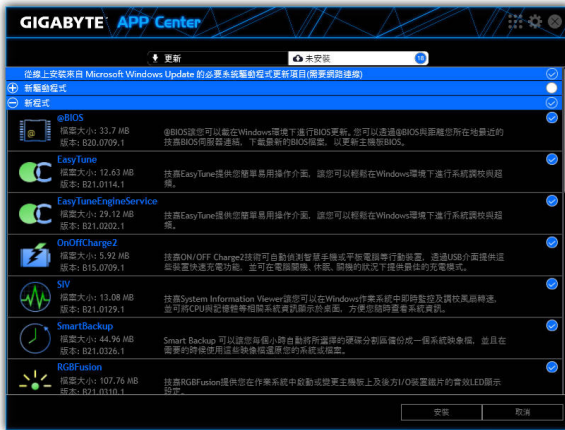 GIGABYTE APP Center
更新
未安裝
18
從線上安裝來自 Microsoft Windows Update 的必要系統驅動程式更新項目(需要網路連線)
新驅動程式
新程式
@BIOS
檔案大小: 33.7 MB
版本: B20.0709.1
@BIOS讓您可以載在Windows環境下進行BIOS更新。您可以透過@BIOS與距離您所在地最近的
技嘉BIOS伺服器連結，下載最新的BIOS檔案，以更新主機板BIOS。
EasyTune
檔案大小: 12.63 MB
版本: B21.0114.1
技嘉EasyTune提供您簡單易用操作介面，讓您可以輕鬆在Windows環境下進行系統調校與超
頻。
EasyTuneEngineService
檔案大小: 29.12 MB
版本: B21.0202.1
技嘉EasyTune提供您簡單易用操作介面，讓您可以輕鬆在Windows環境下進行系統調校與超
頻。
OnOffCharge2
檔案大小: 5.92 MB
版本: B15.0709.1
技嘉ON/OFF Charge2技術可自動偵測智慧手機或平板電腦等行動裝置，透過USB介面提供這
些裝置快速充電功能，並可在電腦開機、休眠、關機的狀況下提供最佳的充電模式。
SIV
檔案大小: 13.08 MB
版本: B21.0129.1
技嘉System Information Viewer讓您可以在Windows作業系統中即時監控及調校風扇轉速，
並可將CPU與記憶體等相關系統資訊顯示於桌面，方便您隨時查看系統資訊。
SmartBackup
檔案大小: 44.96 MB
版本: B21.0326.1
Smart Backup 可以讓您每個小時自動將所選擇的硬碟分割區備份成一個系統映象檔，並且在
需要的時候使用這些映像檔還原您的系統或檔案。
RGBFusion
檔案大小: 107.76 MB
版本: B21.0310.1
技嘉RGBFusion提供您在作業系統中啟動或變更主機板上及後方I/O裝置鐵片的音效LED顯示
設定。
安裝
取消